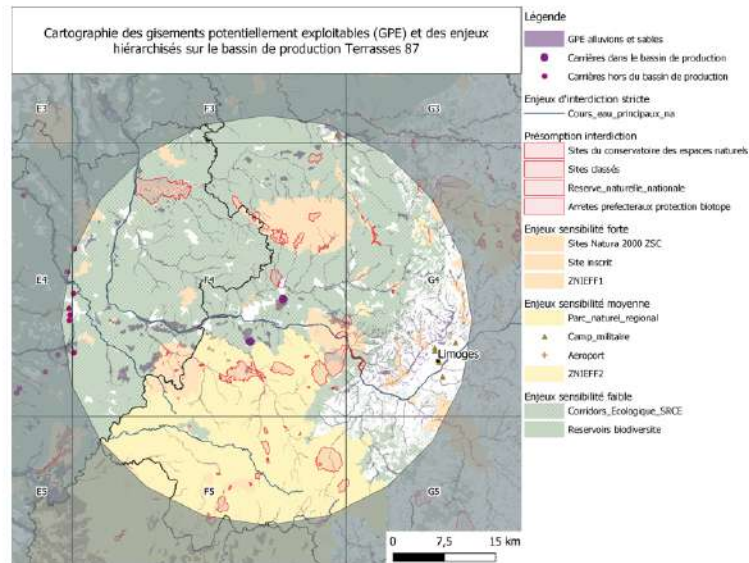 Cartographie des gisements potentiellement exploitables (GPE) et des enjeux
hiérarchisés sur le bassin de production Terrasses 87
E3
F3
G3
E4
F4
G4
Limoges
E5
F5
G5
0
7,5
15 km
Légende
GPE alluvions et sables
Carrières dans le bassin de production
Carrières hors du bassin de production
Enjeux d'interdiction stricte
Cours_eau_principaux_na
Présomption interdiction
Sites du conservatoire des espaces naturels
Sites classés
Reserve_naturelle_nationale
Arretes prefecteraux protection biotope
Enjeux sensibilité forte
Sites Natura 2000 ZSC
Site inscrit
ZNIEFF1
Enjeux sensibilité moyenne
Parc_naturel_regional
Camp_militaire
Aeroport
ZNIEFF2
Enjeux sensibilité faible
Corridors_Ecologique_SRCE
Reservoirs biodiversite